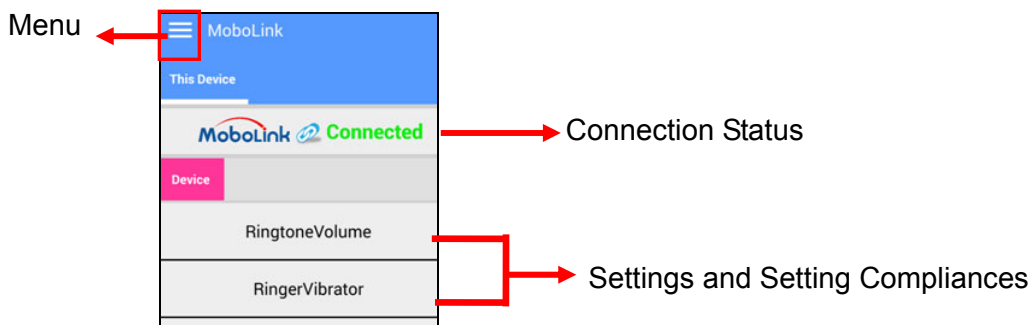 Menu
MoboLink
This Device
MoboLink Connected
Connection Status
Device
RingtoneVolume
Settings and Setting Compliances
RingerVibrator